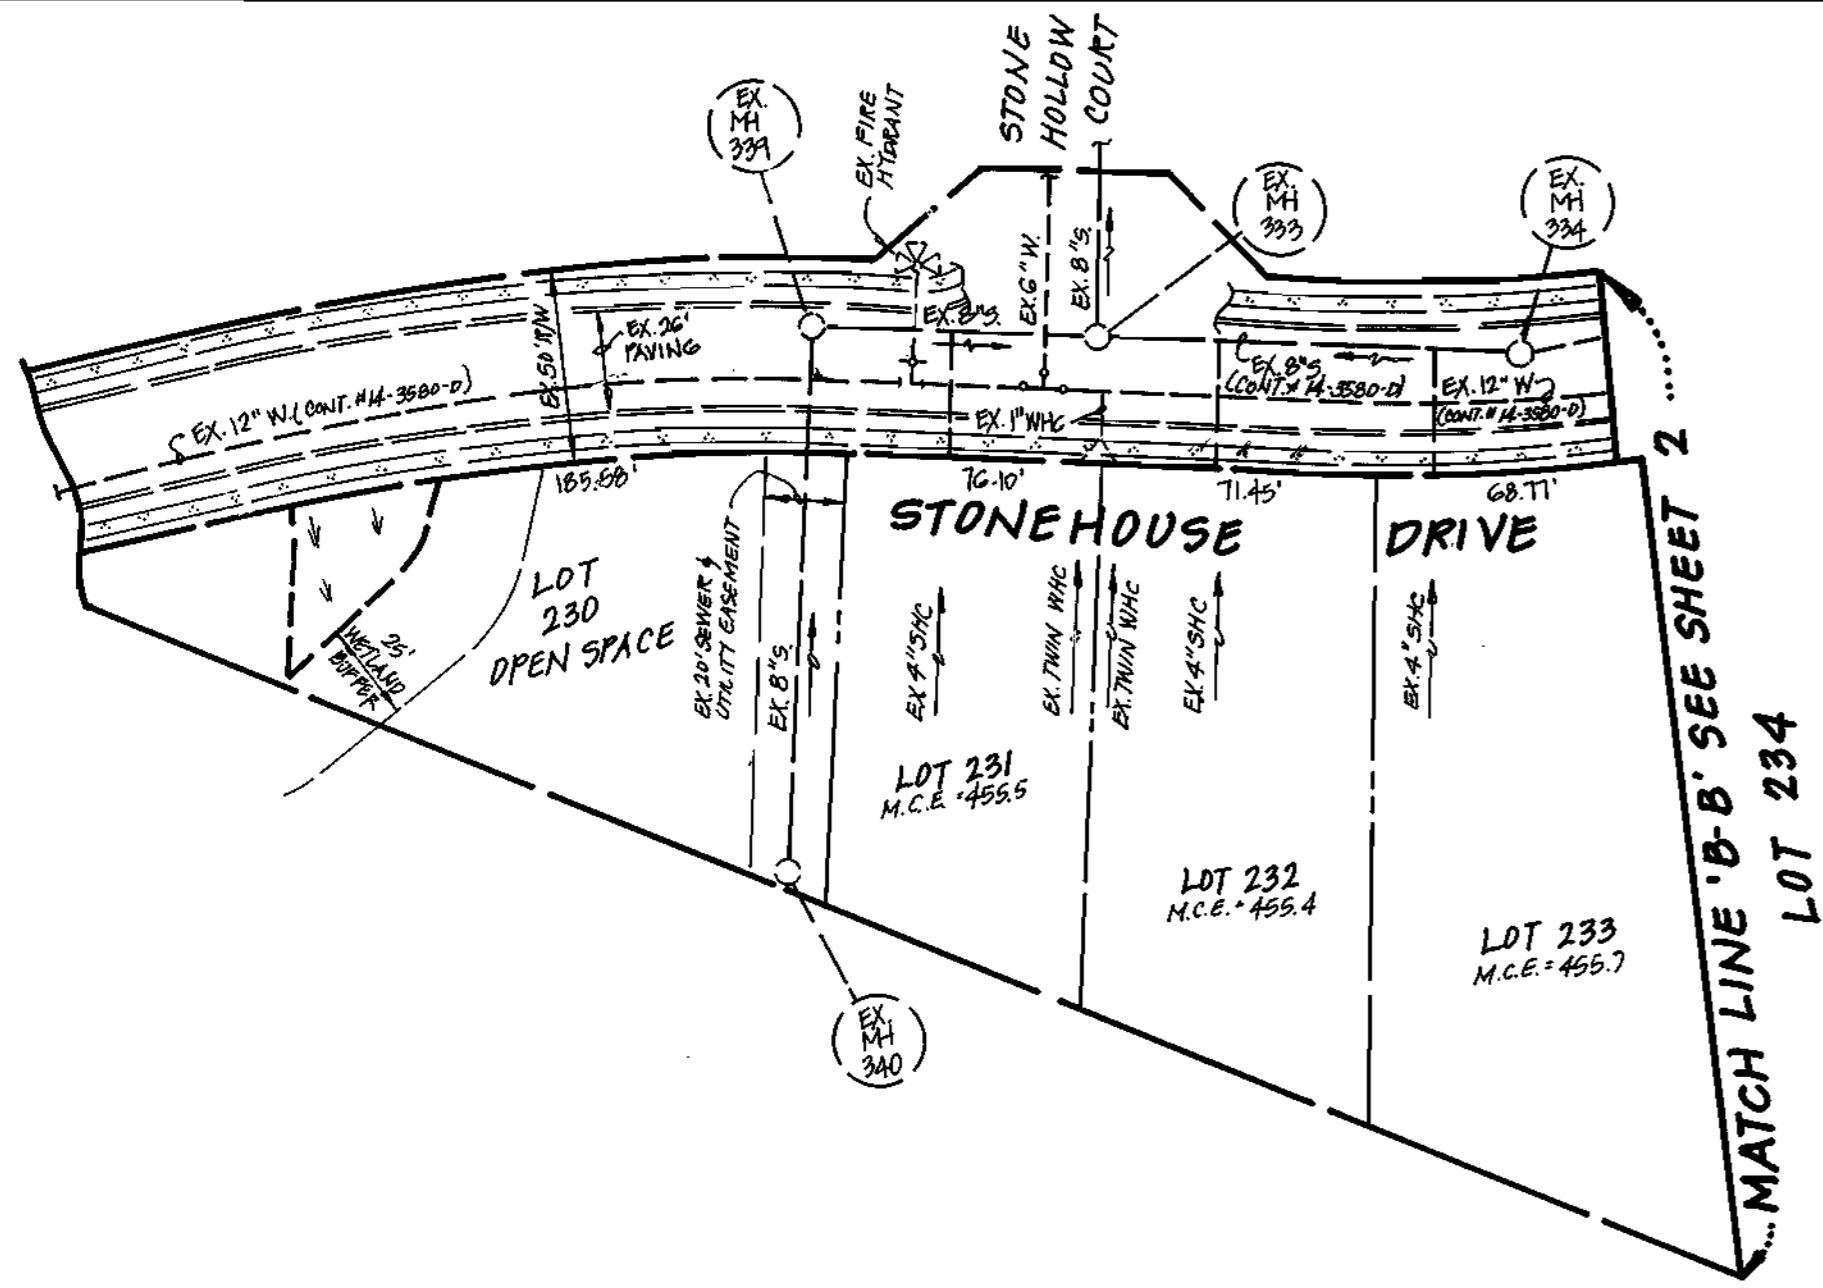 STONE
HOLLOW
COURT
EX.
MH
339
EX. FIRE
HYDRANT
EX.
MH
333
EX.
MH
334
EX. 6" W.
EX. 8" S.
EX. 8" S.
EX. 50' R/W
EX. 26'
PAVING
EX. 12" W. (CONT. # 14-3580-D)
EX. 8" S.
(CONT. # 14-3580-D)
EX. 12" W
(CONT. # 14-3580-D)
EX. 1" WHC
185.58'
76.10'
71.45'
68.77'
STONEHOUSE DRIVE
LOT
230
OPEN SPACE
25'
WETLAND
BUFFER
EX. 20' SEWER &
UTILITY EASEMENT
EX. 8" S.
EX 4" SHC
EX. TWIN WHC
EX. TWIN WHC
EX. 4" SHC
EX. 4" SHC
LOT 231
M.C.E. = 455.5
LOT 232
M.C.E. = 455.4
LOT 233
M.C.E. = 455.7
EX.
MH
340
MATCH LINE 'B-B' SEE SHEET 2
LOT 234